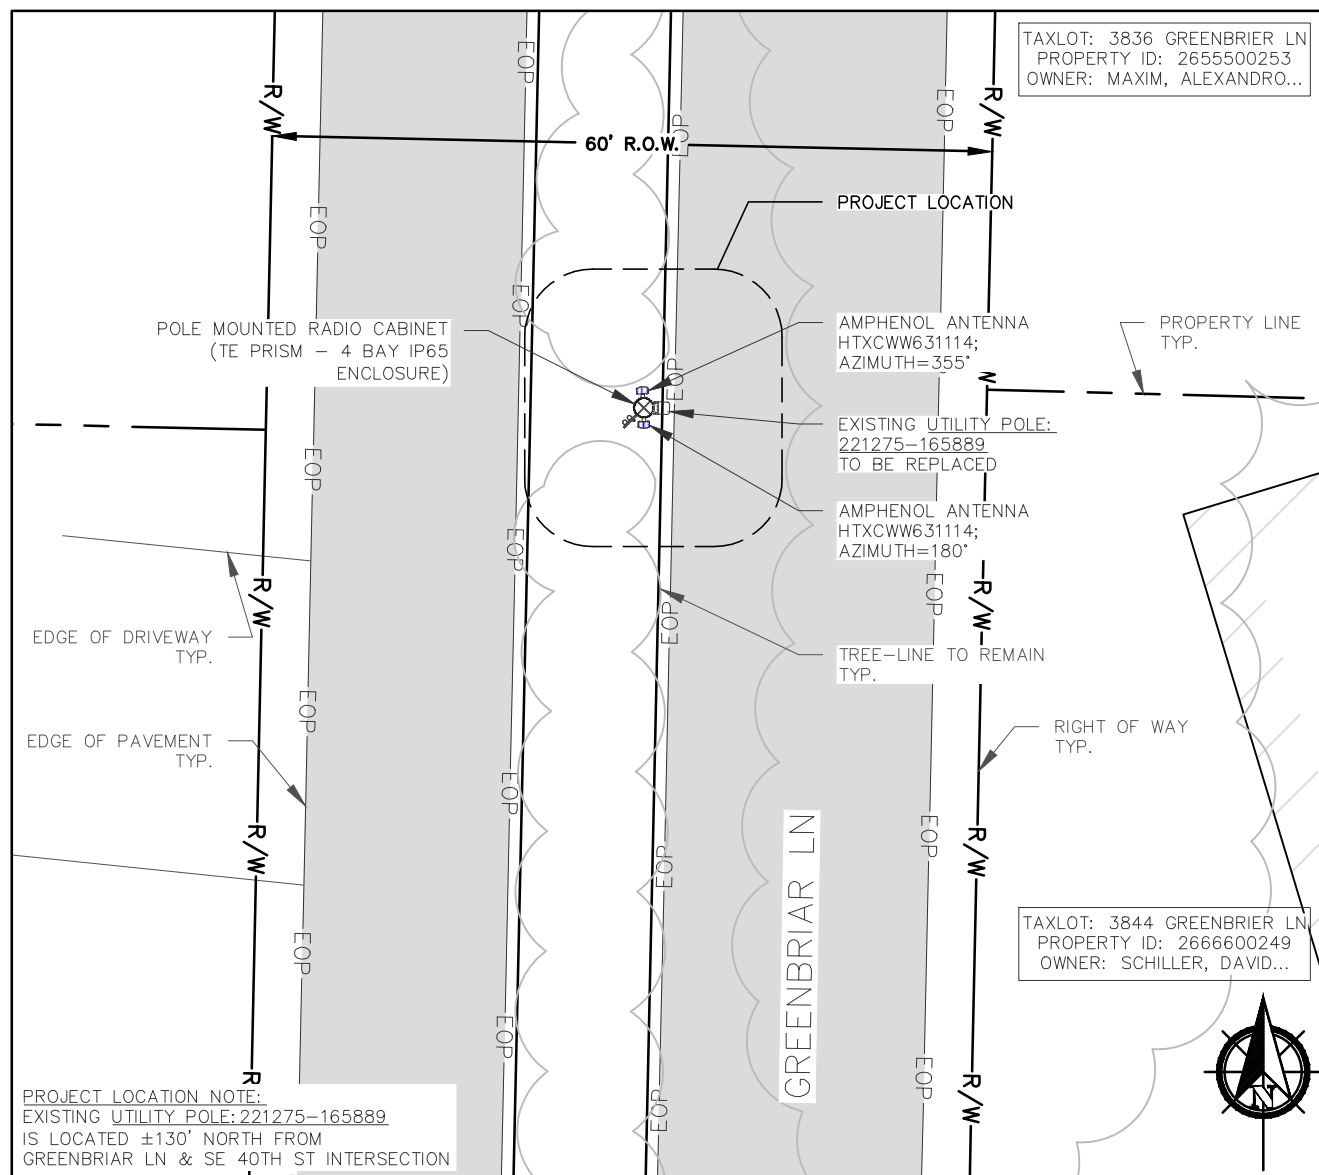 TAXLOT: 3836 GREENBRIER LN
PROPERTY ID: 2655500253
OWNER: MAXIM, ALEXANDRO...
EOP
R/W
EOP
R/W
60' R.O.W.
EOP
PROJECT LOCATION
EOP
EOP
POLE MOUNTED RADIO CABINET
(TE PRISM – 4 BAY IP65
ENCLOSURE)
AMPHENOL ANTENNA
HTXCWW631114;
AZIMUTH=355°
PROPERTY LINE
TYP.
EOP
EXISTING UTILITY POLE:
221275–165889
TO BE REPLACED
EOP
AMPHENOL ANTENNA
HTXCWW631114;
AZIMUTH=180°
EOP
R/W
EOP
R/W
EDGE OF DRIVEWAY
TYP.
EOP
TREE–LINE TO REMAIN
TYP.
EOP
EDGE OF PAVEMENT
TYP.
RIGHT OF WAY
TYP.
EOP
R/W
EOP
R/W
EOP
GREENBRIAR LN
TAXLOT: 3844 GREENBRIER LN
PROPERTY ID: 2666600249
OWNER: SCHILLER, DAVID...
EOP
EOP
EOP
R/W
EOP
N
PROJECT LOCATION NOTE:
EXISTING UTILITY POLE:221275–165889
IS LOCATED ±130' NORTH FROM
GREENBRIAR LN & SE 40TH ST INTERSECTION